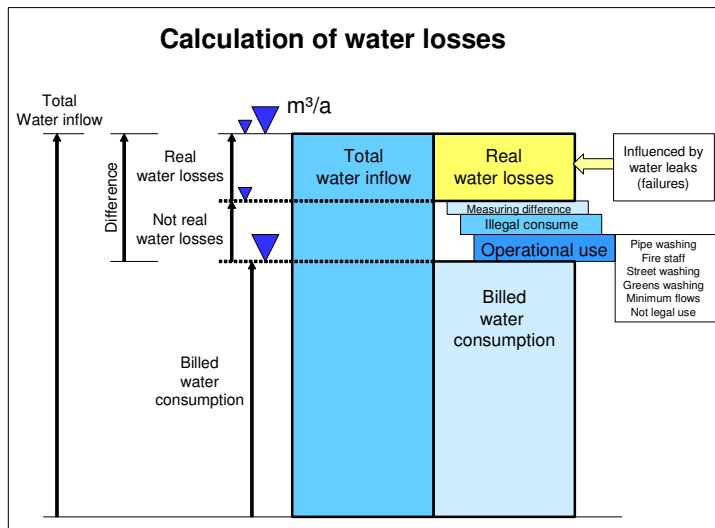 Calculation of water losses
Total
Water inflow
m³/a
Difference
Real
water losses
Not real
water losses
Billed
water
consumption
Total
water inflow
Real
water losses
Influenced by
water leaks
(failures)
Measuring difference
Illegal consume
Operational use
Pipe washing
Fire staff
Street washing
Greens washing
Minimum flows
Not legal use
Billed
water
consumption